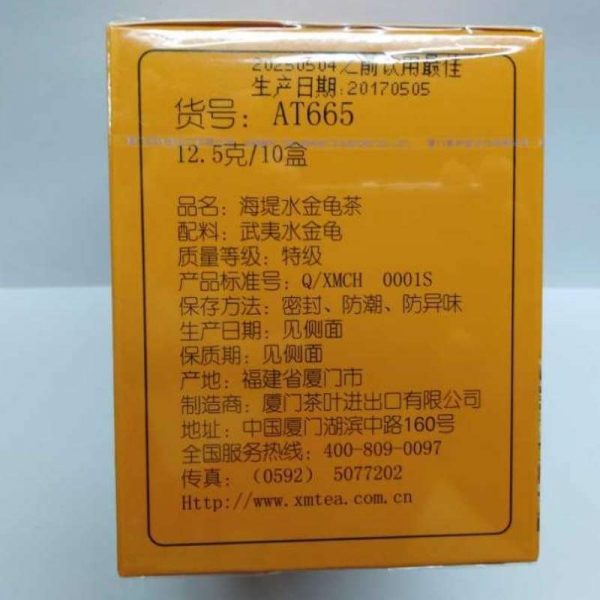 20250504之前饮用最佳
生产日期:20170505
货号: AT665
12.5克/10盒
品名: 海堤水金龟茶
配料: 武夷水金龟
质量等级: 特级
产品标准号: Q/XMCH 0001S
保存方法: 密封、防潮、防异味
生产日期: 见侧面
保质期: 见侧面
产地: 福建省厦门市
制造商: 厦门茶叶进出口有限公司
地址: 中国厦门湖滨中路160号
全国服务热线: 400-809-0097
传真: (0592) 5077202
Http://www.xmtea.com.cn